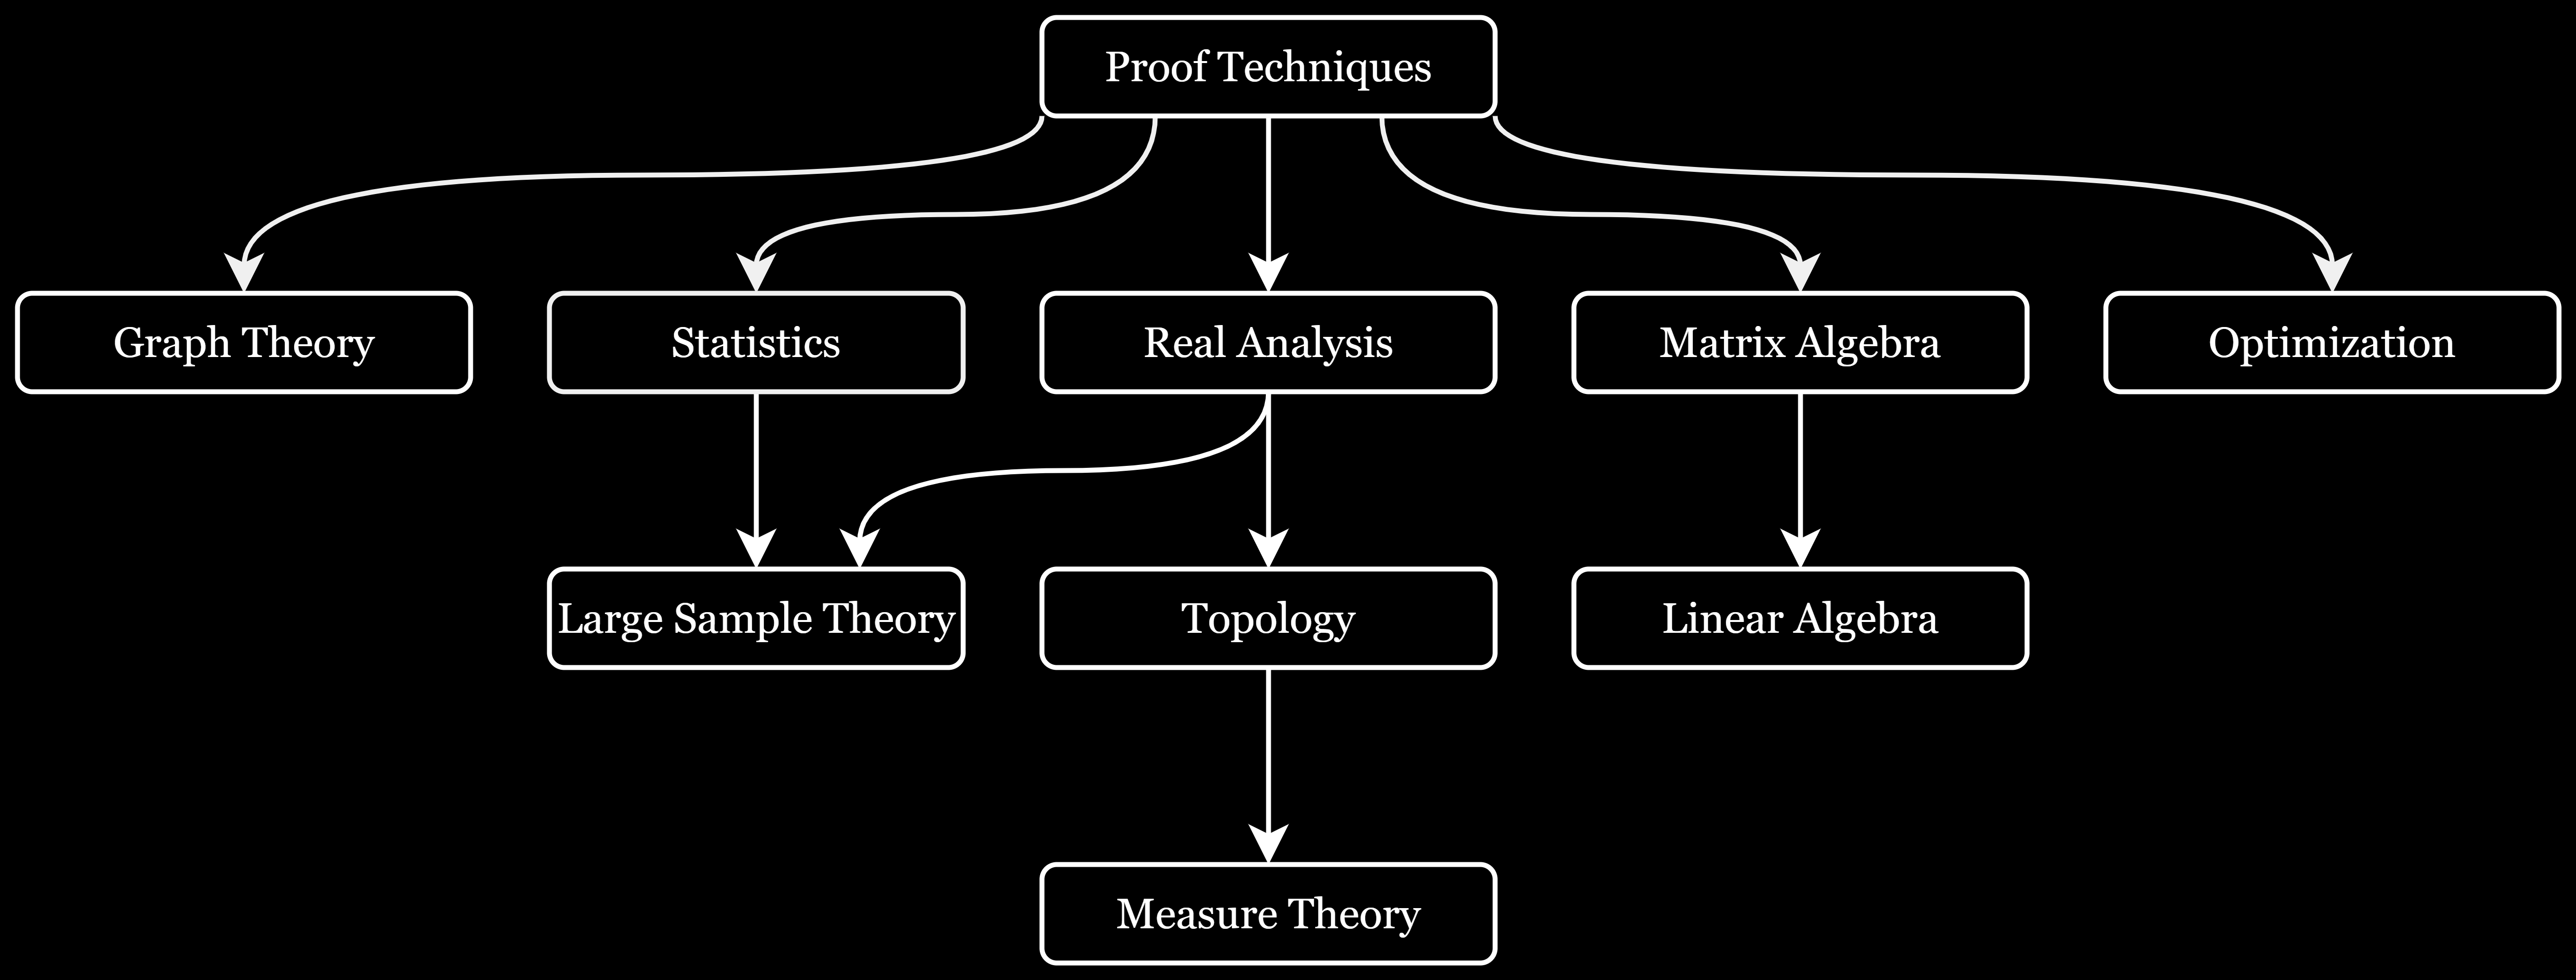 Proof Techniques
Graph Theory
Statistics
Real Analysis
Matrix Algebra
Optimization
Large Sample Theory
Topology
Linear Algebra
Measure Theory